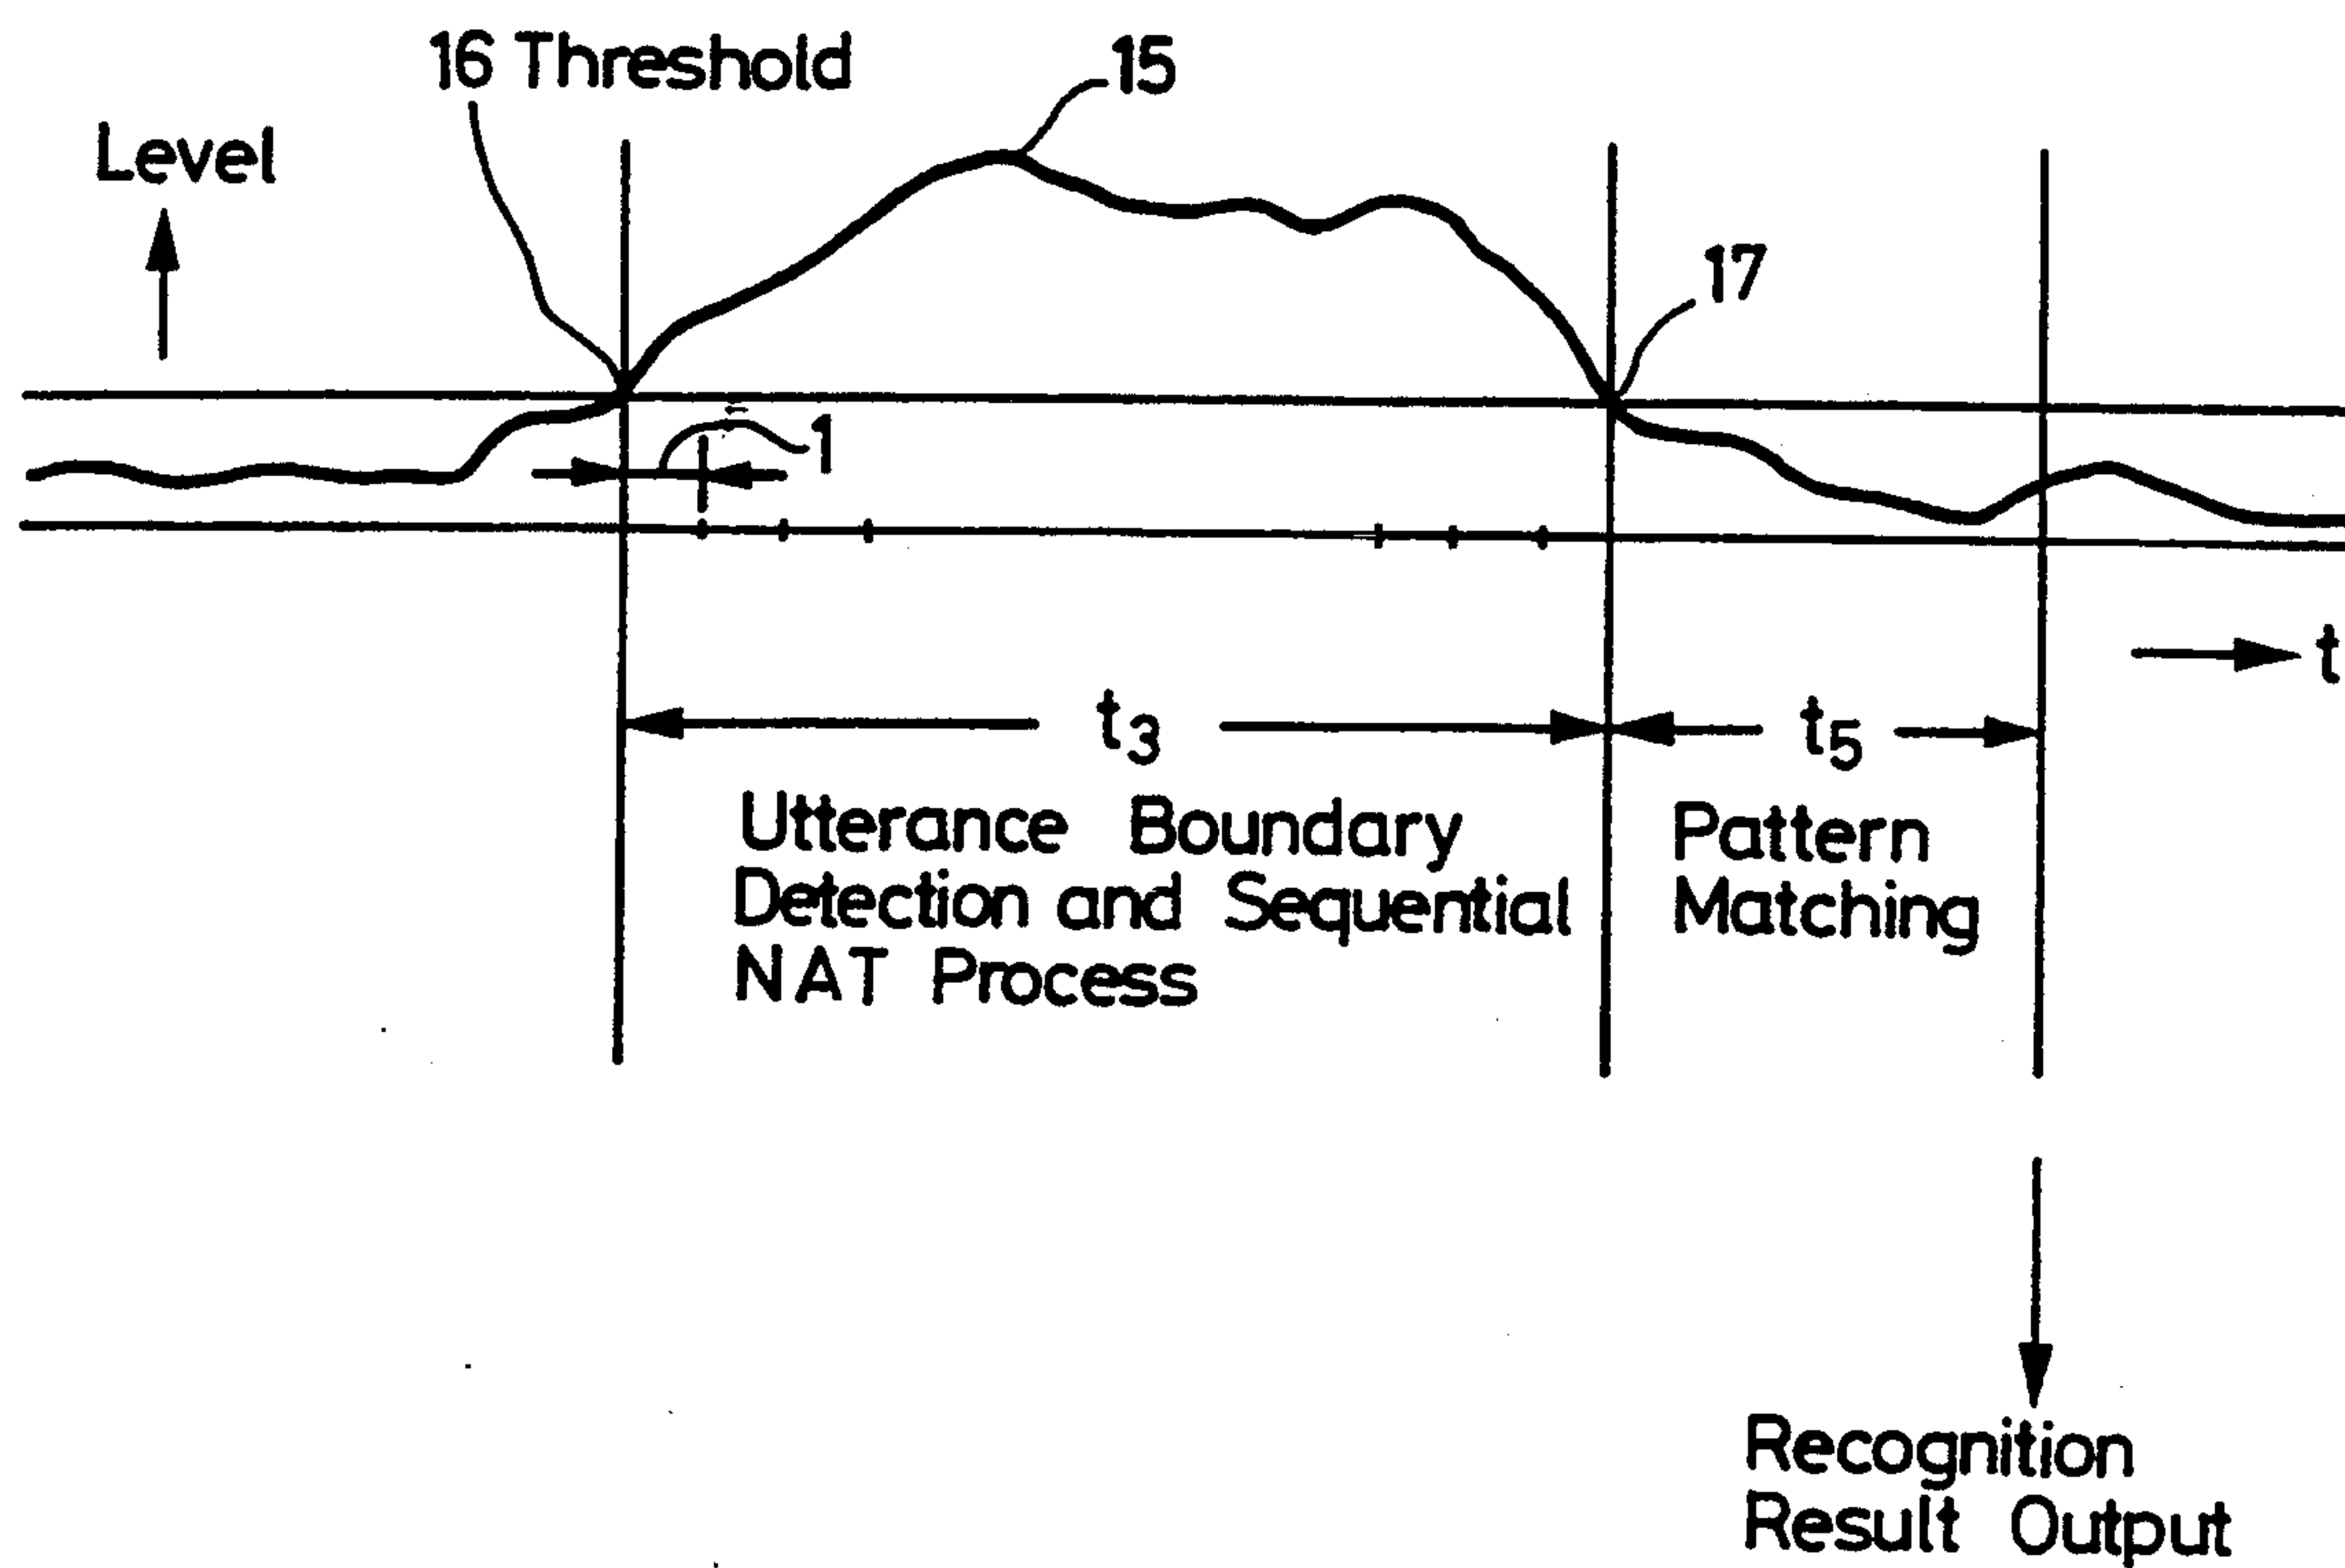 16 Threshold
15
Level
17
1
t
t3
t5
Utterance Boundary
Detection and Sequential
NAT Process
Pattern
Matching
Recognition
Result Output